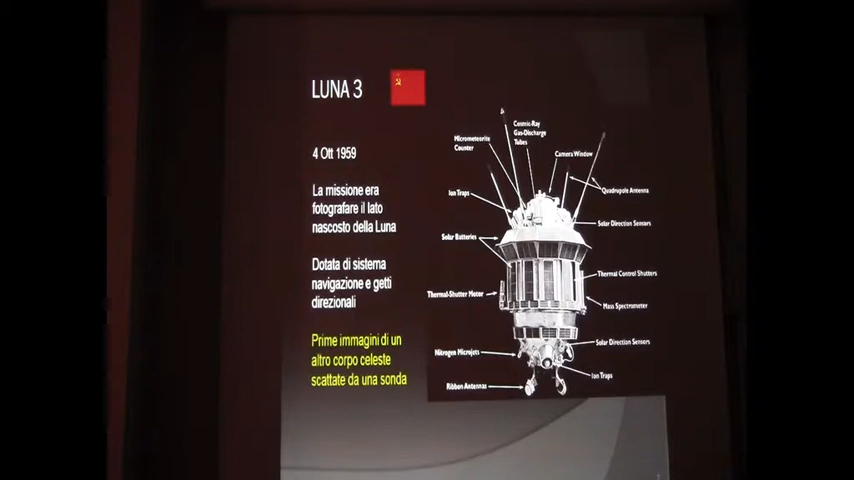 LUNA 3
4 Ott 1959
La missione era
fotografare il lato
nascosto della Luna
Dotata di sistema
navigazione e getti
direzionali
Prime immagini di un
altro corpo celeste
scattate da una sonda
Cosmic-Ray
Gas-Discharge
Tubes
Micrometeorite
Counter
Camera Window
Ion Traps
Quadrupole Antenna
Solar Direction Sensors
Solar Batteries
Thermal Control Shutters
Thermal-Shutter Motor
Mass Spectrometer
Solar Direction Sensors
Nitrogen Microjets
Ion Traps
Ribbon Antennas